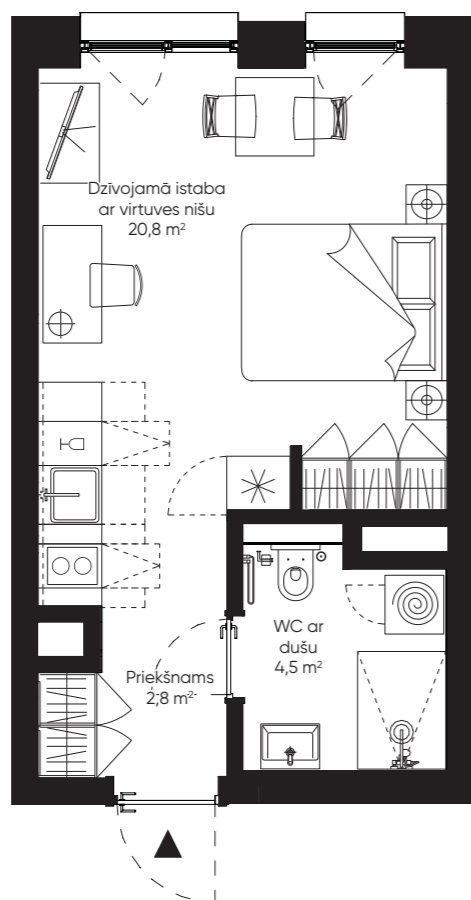 Dzīvojamā istaba
ar virtuves nišu
20,8 m²
WC ar
dušu
4,5 m²
Priekšnams
2,8 m²